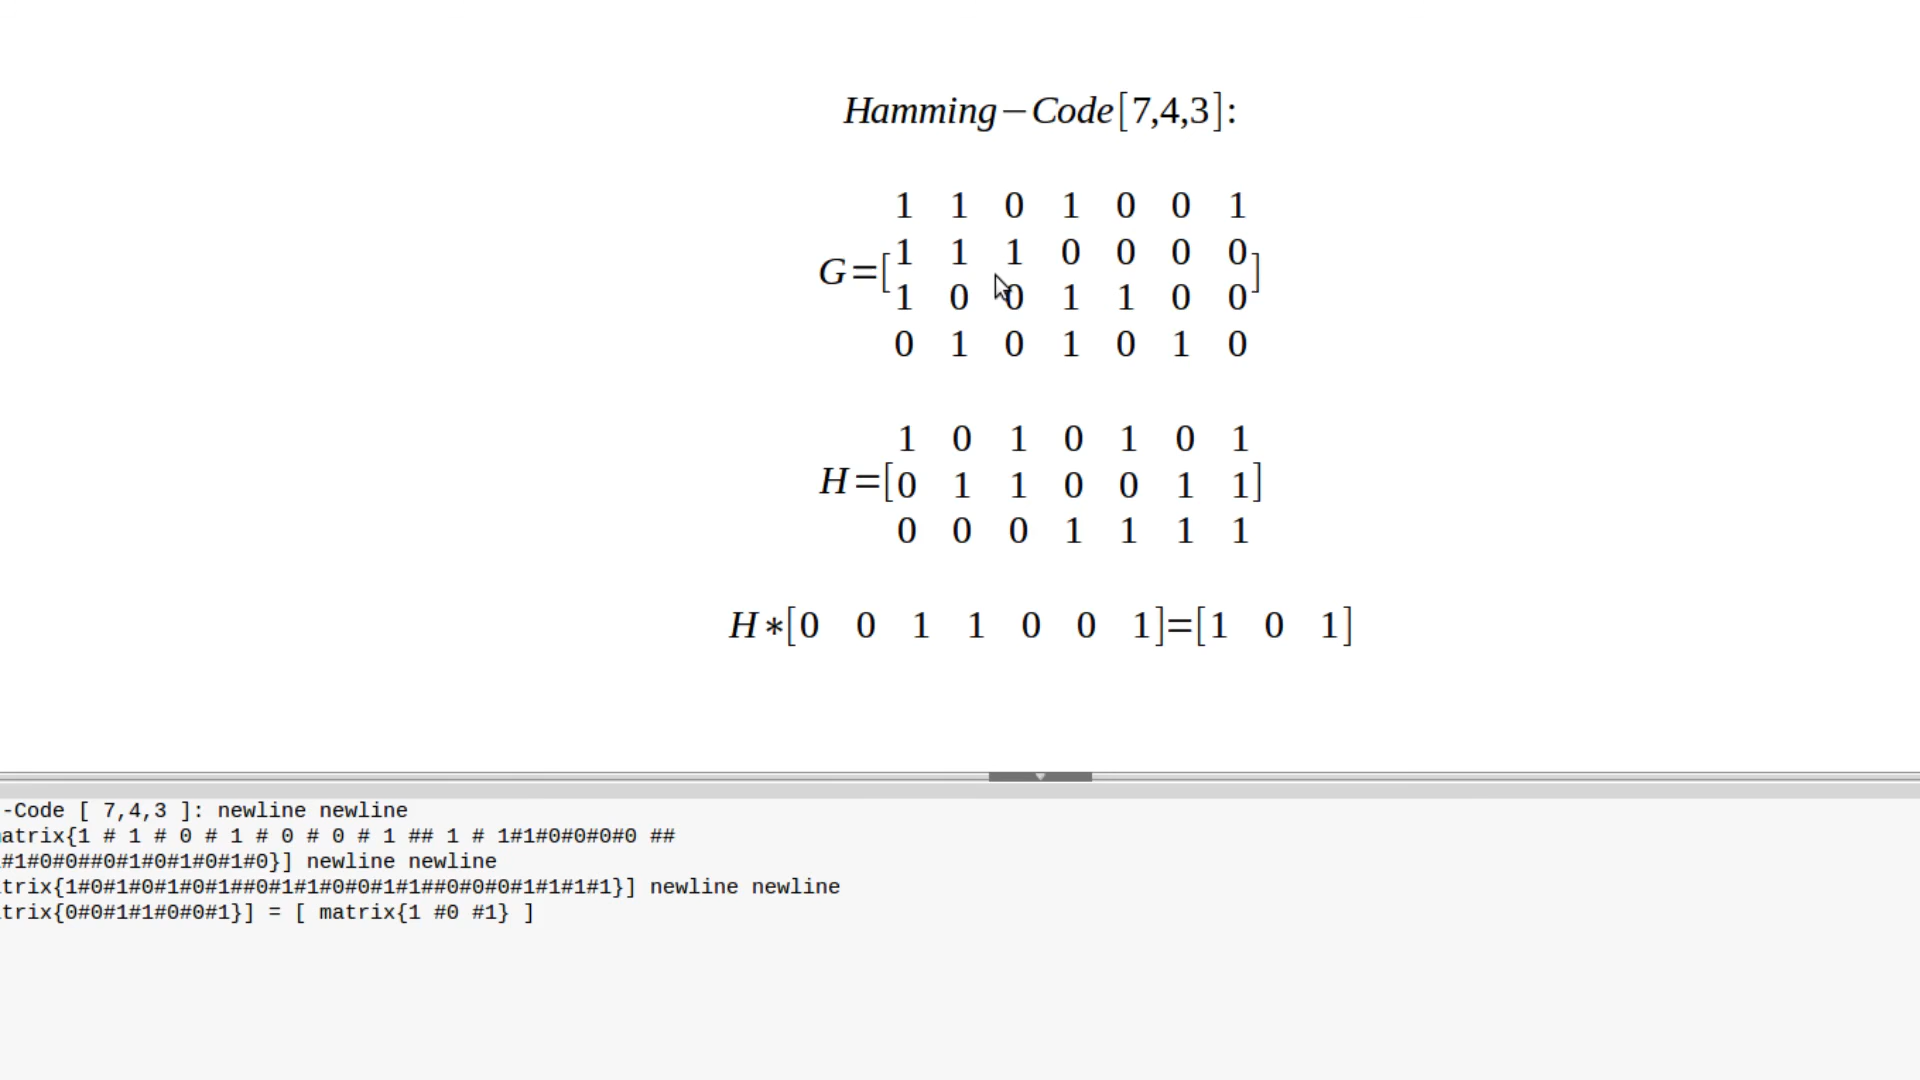 Hamming−Code[7,4,3]:
1 1 0 1 0 0 1
1 1 1 0 0 0 0
G=[ ]
1 0 0 1 1 0 0
0 1 0 1 0 1 0
1 0 1 0 1 0 1
H=[0 1 1 0 0 1 1]
0 0 0 1 1 1 1
H∗[0 0 1 1 0 0 1]=[1 0 1]
-Code [ 7,4,3 ]: newline newline
atrix{1 # 1 # 0 # 1 # 0 # 0 # 1 ## 1 # 1#1#0#0#0#0 ##
#1#0#0##0#1#0#1#0#1#0}] newline newline
trix{1#0#1#0#1#0#1##0#1#1#0#0#1#1##0#0#0#1#1#1#1}] newline newline
trix{0#0#1#1#0#0#1}] = [ matrix{1 #0 #1} ]